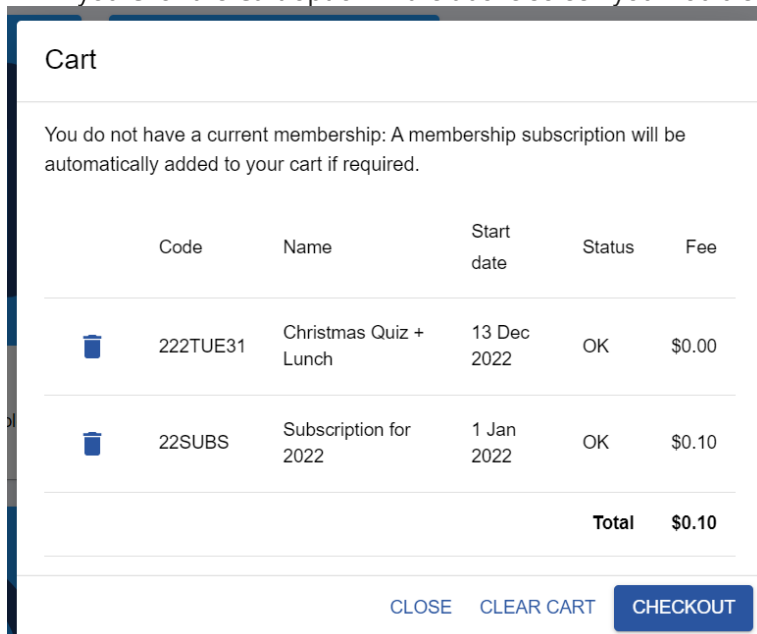 Cart
You do not have a current membership: A membership subscription will be
automatically added to your cart if required.
Code Name Start date Status Fee
222TUE31 Christmas Quiz + Lunch 13 Dec 2022 OK $0.00
22SUBS Subscription for 2022 1 Jan 2022 OK $0.10
Total $0.10
CLOSE CLEAR CART CHECKOUT